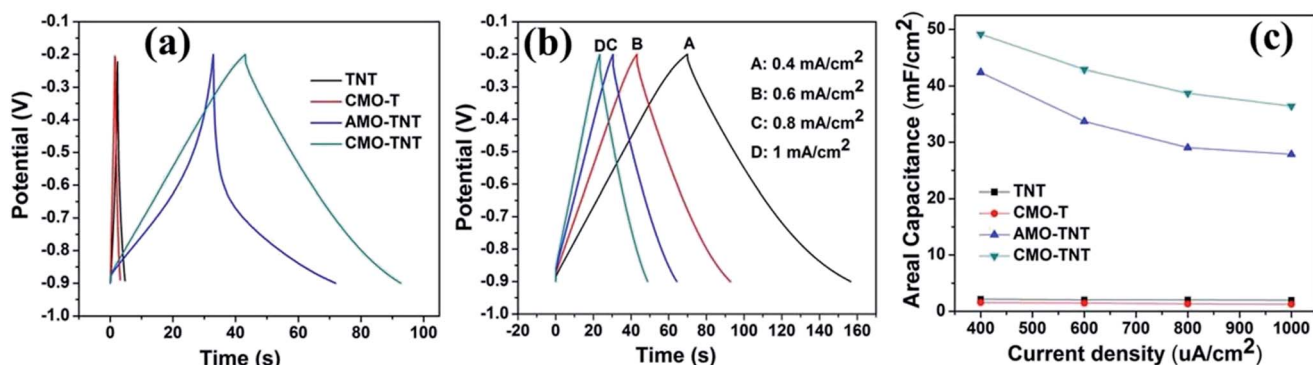 (a)
-0.1
-0.2
-0.3
-0.4
-0.5
-0.6
-0.7
-0.8
-0.9
-1.0
Potential (V)
TNT
CMO-T
AMO-TNT
CMO-TNT
0 20 40 60 80 100
Time (s)
(b)
-0.1
-0.2
-0.3
-0.4
-0.5
-0.6
-0.7
-0.8
-0.9
-1.0
Potential (V)
D C B A
A: 0.4 mA/cm²
B: 0.6 mA/cm²
C: 0.8 mA/cm²
D: 1 mA/cm²
-20 0 20 40 60 80 100 120 140 160
Time (s)
(c)
50
40
30
20
10
0
Areal Capacitance (mF/cm²)
TNT
CMO-T
AMO-TNT
CMO-TNT
400 500 600 700 800 900 1000
Current density (uA/cm²)